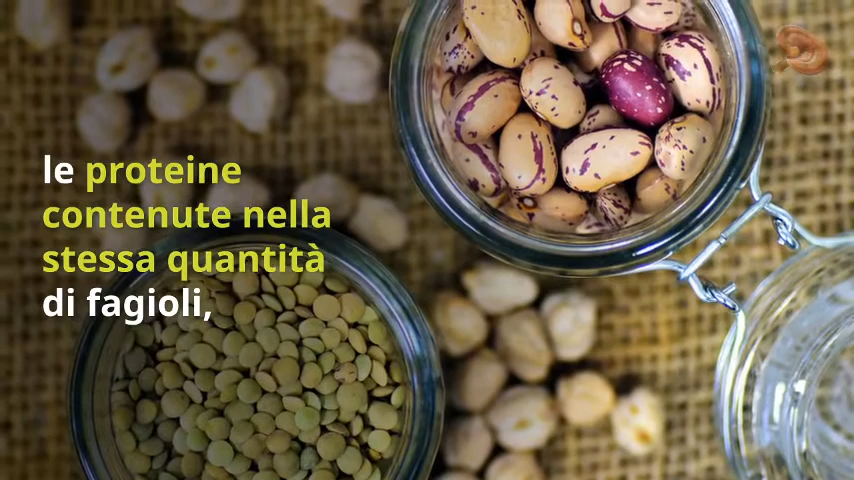 le proteine
contenute nella
stessa quantità
di fagioli,